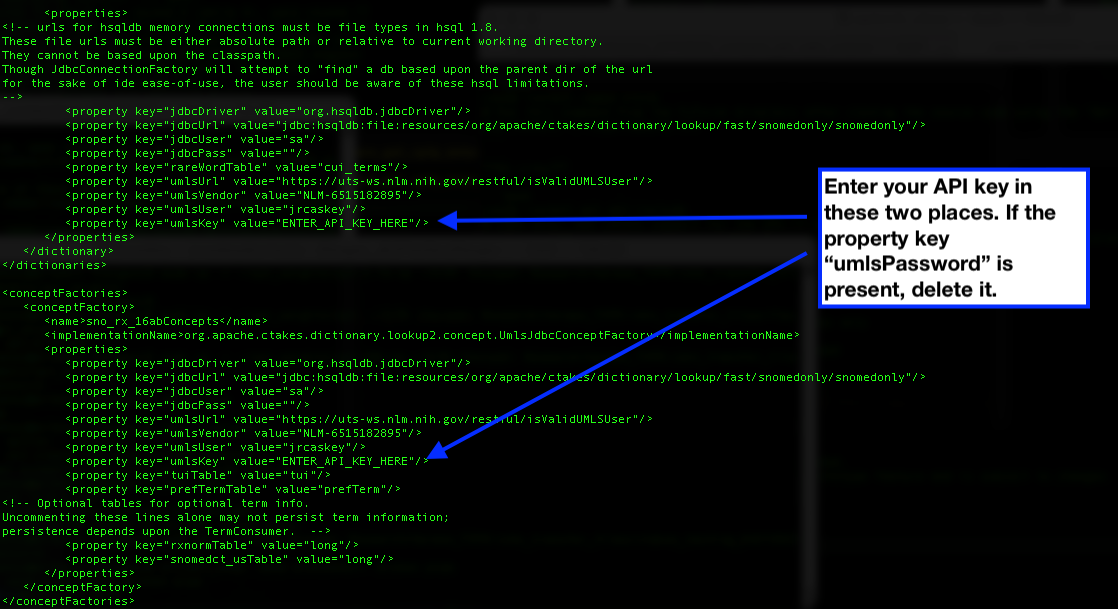 <properties>
<!-- urls for hsqldb memory connections must be file types in hsql 1.8.
These file urls must be either absolute path or relative to current working directory.
They cannot be based upon the classpath.
Though JdbcConnectionFactory will attempt to "find" a db based upon the parent dir of the url
for the sake of ide ease-of-use, the user should be aware of these hsql limitations.
-->
<property key="jdbcDriver" value="org.hsqldb.jdbcDriver"/>
<property key="jdbcUrl" value="jdbc:hsqldb:file:resources/org/apache/ctakes/dictionary/lookup/fast/snomedonly/snomedonly"/>
<property key="jdbcUser" value="sa"/>
<property key="jdbcPass" value=""/>
<property key="rareWordTable" value="cui_terms"/>
<property key="umlsUrl" value="https://uts-ws.nlm.nih.gov/restful/isValidUMLSUser"/>
<property key="umlsVendor" value="NLM-6515182895"/>
<property key="umlsUser" value="jrcaskey"/>
<property key="umlsKey" value="ENTER_API_KEY_HERE"/>
</properties>
</dictionary>
</dictionaries>
<conceptFactories>
<conceptFactory>
<name>sno_rx_16abConcepts</name>
<implementationName>org.apache.ctakes.dictionary.lookup2.concept.UmlsJdbcConceptFactory</implementationName>
<properties>
<property key="jdbcDriver" value="org.hsqldb.jdbcDriver"/>
<property key="jdbcUrl" value="jdbc:hsqldb:file:resources/org/apache/ctakes/dictionary/lookup/fast/snomedonly/snomedonly"/>
<property key="jdbcUser" value="sa"/>
<property key="jdbcPass" value=""/>
<property key="umlsUrl" value="https://uts-ws.nlm.nih.gov/restful/isValidUMLSUser"/>
<property key="umlsVendor" value="NLM-6515182895"/>
<property key="umlsUser" value="jrcaskey"/>
<property key="umlsKey" value="ENTER_API_KEY_HERE"/>
<property key="tuiTable" value="tui"/>
<property key="prefTermTable" value="prefTerm"/>
<!-- Optional tables for optional term info.
Uncommenting these lines alone may not persist term information;
persistence depends upon the TermConsumer.  -->
<property key="rxnormTable" value="long"/>
<property key="snomedct_usTable" value="long"/>
</properties>
</conceptFactory>
</conceptFactories>
Enter your API key in
these two places. If the
property key
“umlsPassword” is
present, delete it.